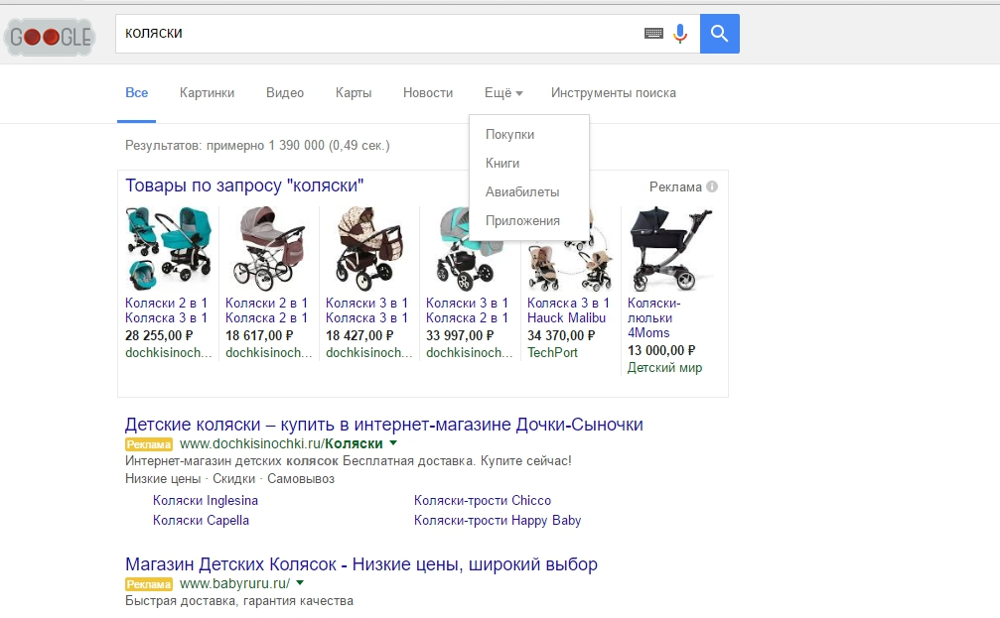 GOOGLE
коляски
Все Картинки Видео Карты Новости Ещё Инструменты поиска
Покупки
Книги
Авиабилеты
Приложения
Результатов: примерно 1 390 000 (0,49 сек.)
Товары по запросу "коляски"
Реклама
Коляски 2 в 1
Коляска 3 в 1
28 255,00 ₽
dochkisinoch...
Коляски 2 в 1
Коляска 2 в 1
18 617,00 ₽
dochkisinoch...
Коляски 3 в 1
Коляска 3 в 1
18 427,00 ₽
dochkisinoch...
Коляски 3 в 1
Коляска 2 в 1
33 997,00 ₽
dochkisinoch...
Коляска 3 в 1
Hauck Malibu
34 370,00 ₽
TechPort
Коляски-
люльки
4Moms
13 000,00 ₽
Детский мир
Детские коляски – купить в интернет-магазине Дочки-Сыночки
Реклама www.dochkisinochki.ru/Коляски
Интернет-магазин детских колясок Бесплатная доставка. Купите сейчас!
Низкие цены · Скидки · Самовывоз
Коляски Inglesina Коляски-трости Chicco
Коляски Capella Коляски-трости Happy Baby
Магазин Детских Колясок - Низкие цены, широкий выбор
Реклама www.babyruru.ru/
Быстрая доставка, гарантия качества